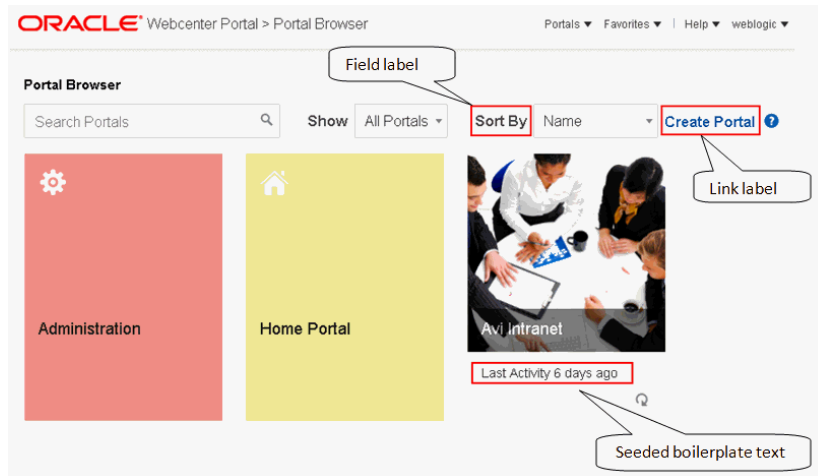 ORACLE® Webcenter Portal > Portal Browser
Portals ▼ Favorites ▼ | Help ▼ weblogic ▼
Field label
Portal Browser
Search Portals
Show All Portals
Sort By Name
Create Portal ?
Link label
Administration
Home Portal
Avi Intranet
Last Activity 6 days ago
Seeded boilerplate text